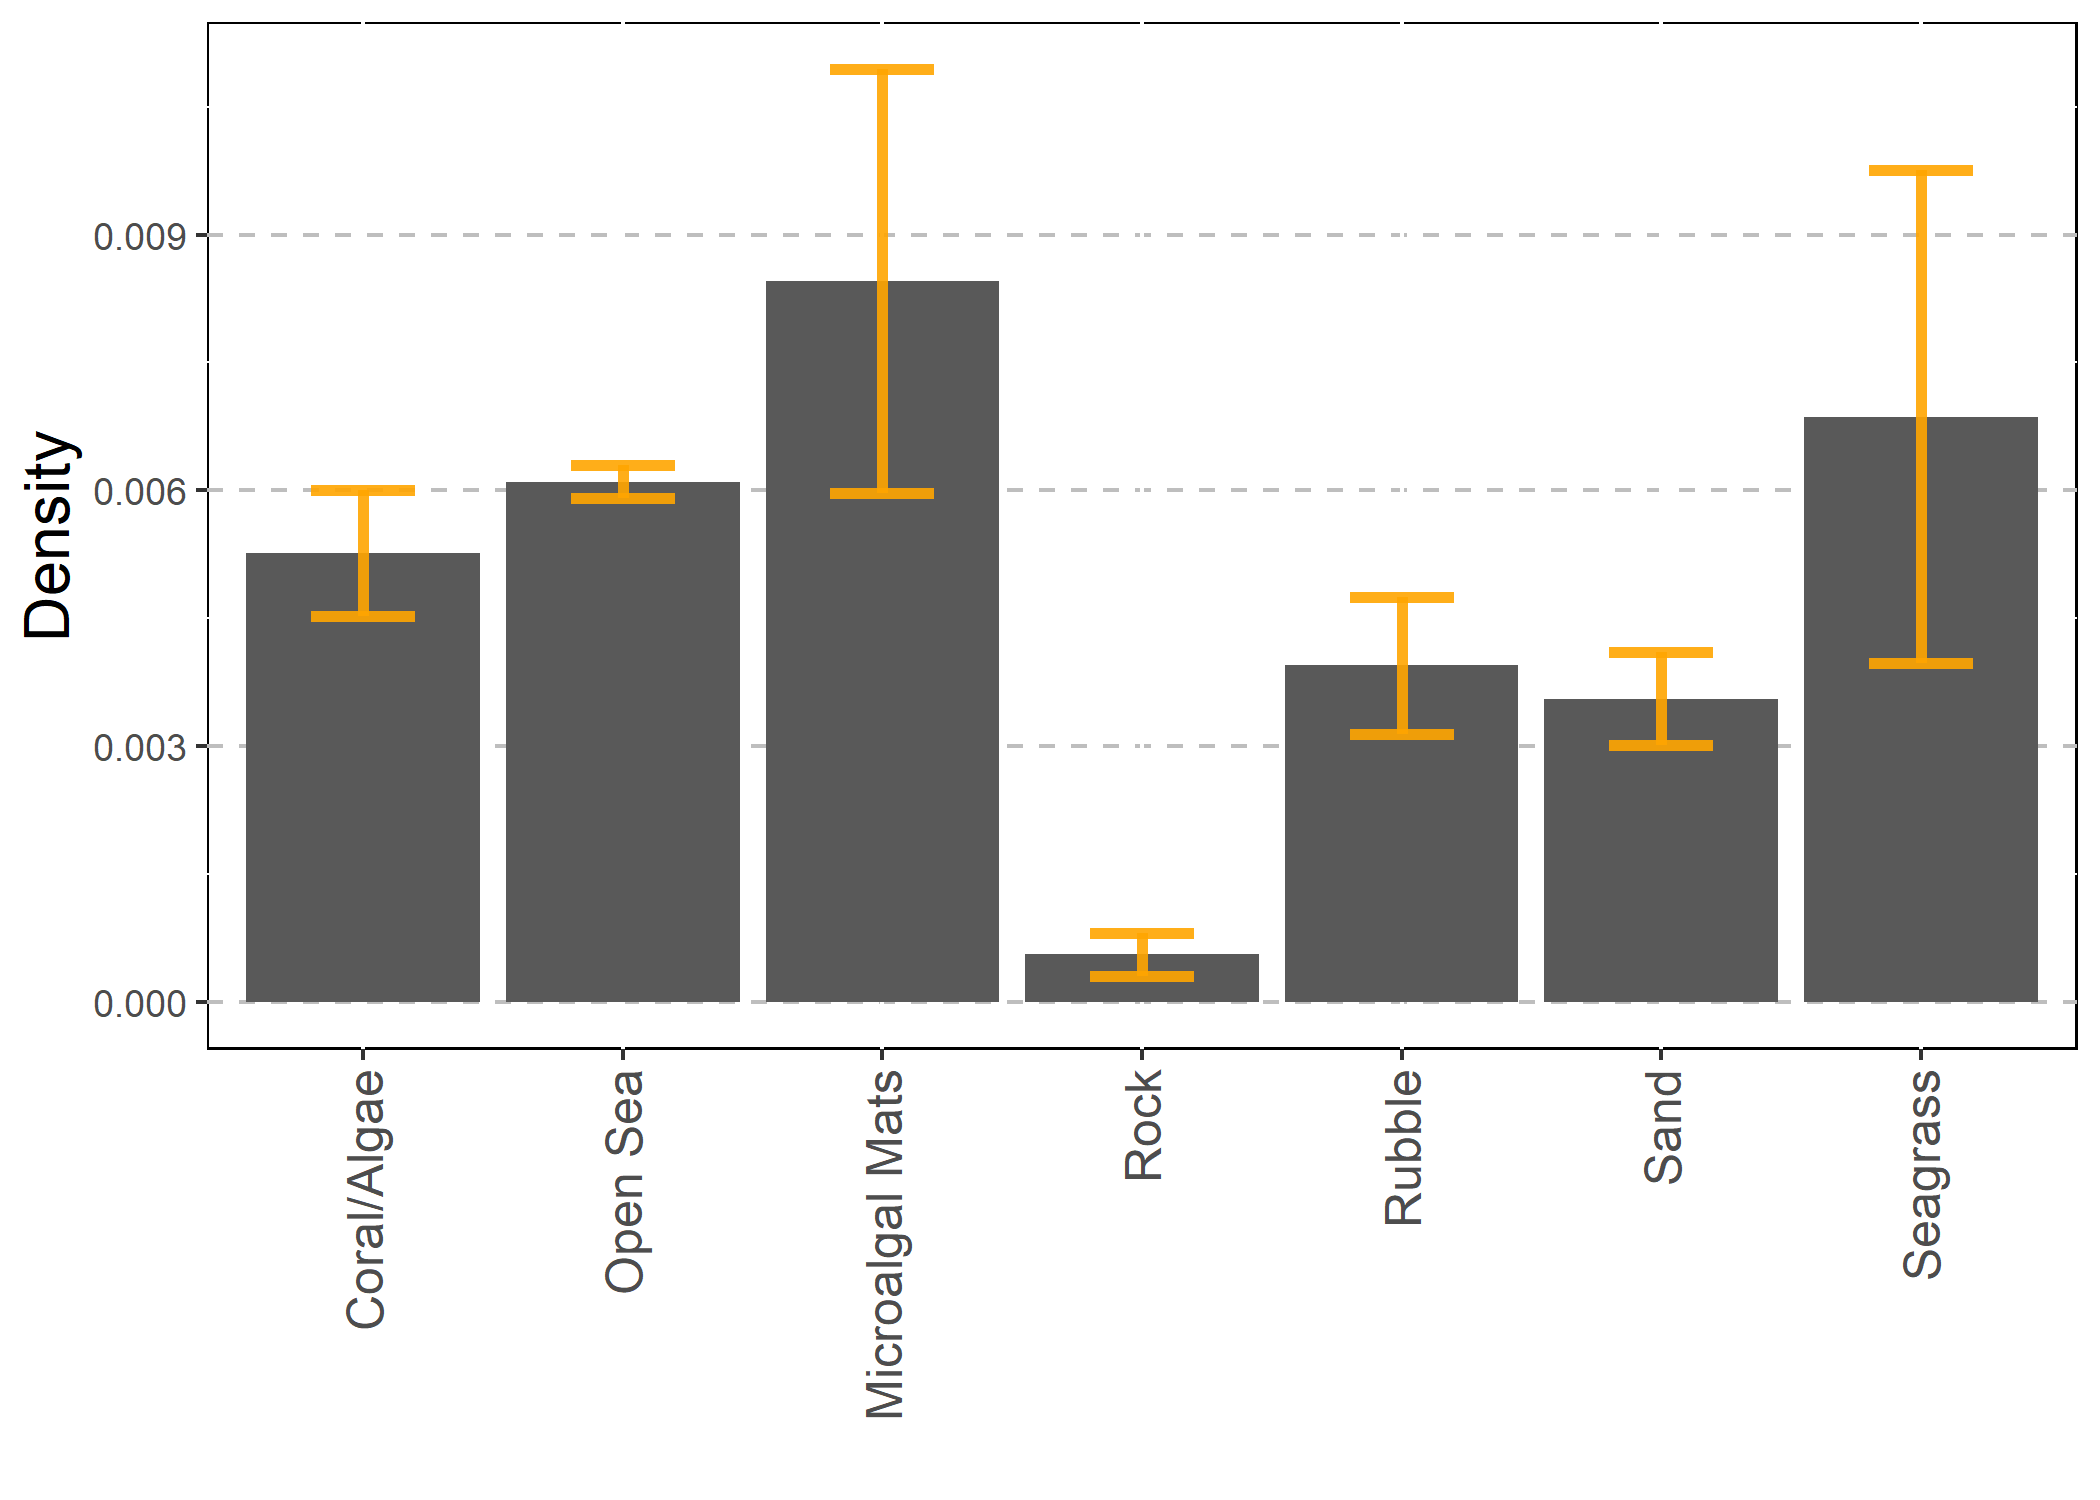 Density
0.009
0.006
0.003
0.000
Coral/Algae
Open Sea
Microalgal Mats
Rock
Rubble
Sand
Seagrass